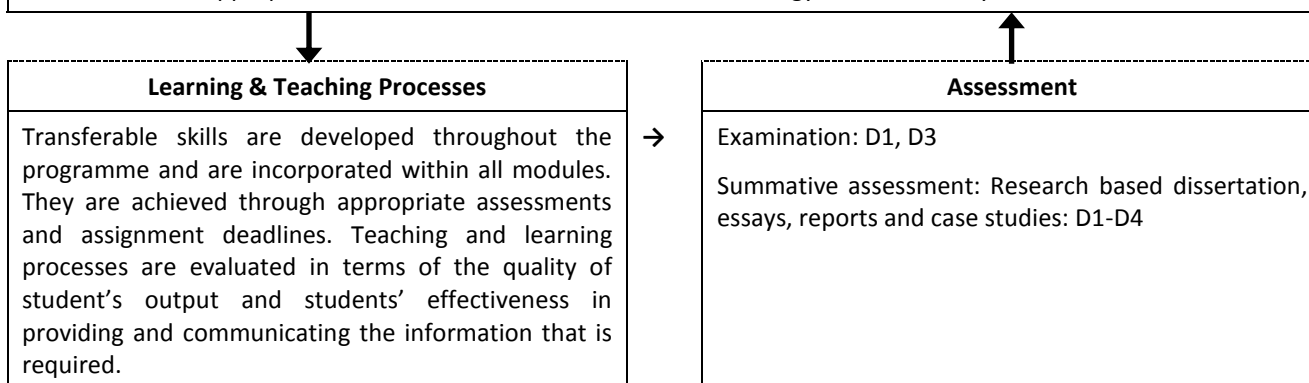 Learning & Teaching Processes
Transferable skills are developed throughout the
programme and are incorporated within all modules.
They are achieved through appropriate assessments
and assignment deadlines. Teaching and learning
processes are evaluated in terms of the quality of
student’s output and students’ effectiveness in
providing and communicating the information that is
required.
→
Assessment
Examination: D1, D3
Summative assessment: Research based dissertation,
essays, reports and case studies: D1-D4